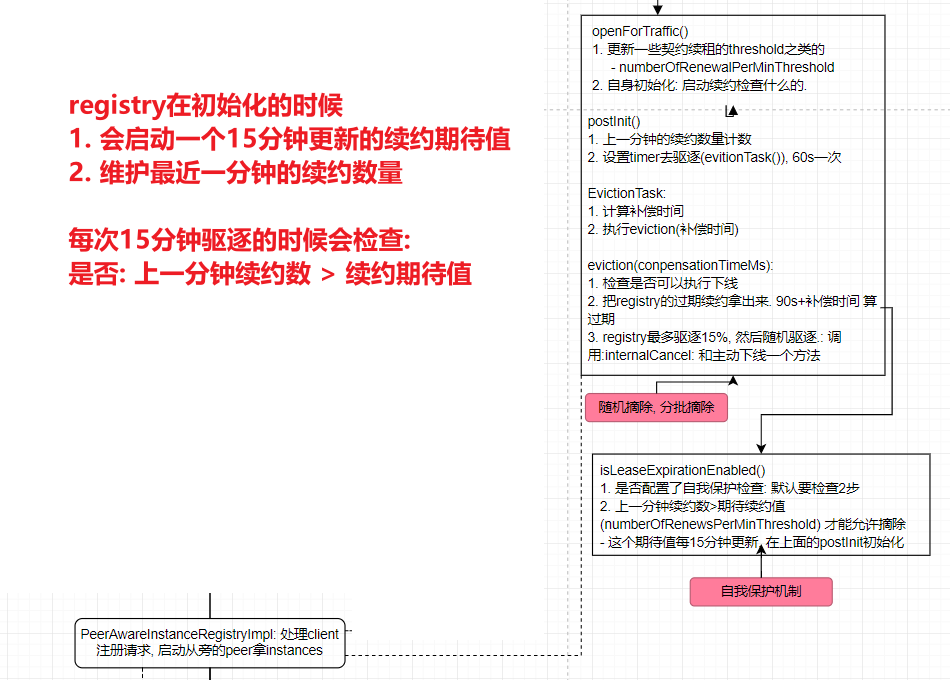 registry在初始化的时候
1. 会启动一个15分钟更新的续约期待值
2. 维护最近一分钟的续约数量
每次15分钟驱逐的时候会检查:
是否: 上一分钟续约数 > 续约期待值
openForTraffic()
1. 更新一些契约续租的threshold之类的
- numberOfRenewalPerMinThreshold
2. 自身初始化: 启动续约检查什么的.
postInit()
1. 上一分钟的续约数量计数
2. 设置timer去驱逐(evitionTask()), 60s一次
EvictionTask:
1. 计算补偿时间
2. 执行eviction(补偿时间)
eviction(conpensationTimeMs):
1. 检查是否可以执行下线
2. 把registry的过期续约拿出来. 90s+补偿时间 算
过期
3. registry最多驱逐15%, 然后随机驱逐.: 调
用:internalCancel: 和主动下线一个方法
随机摘除, 分批摘除
isLeaseExpirationEnabled()
1. 是否配置了自我保护检查: 默认要检查2步
2. 上一分钟续约数>期待续约值
(numberOfRenewsPerMinThreshold) 才能允许摘除
- 这个期待值每15分钟更新, 在上面的postInit初始化
自我保护机制
PeerAwareInstanceRegistryImpl: 处理client
注册请求, 启动从旁的peer拿instances